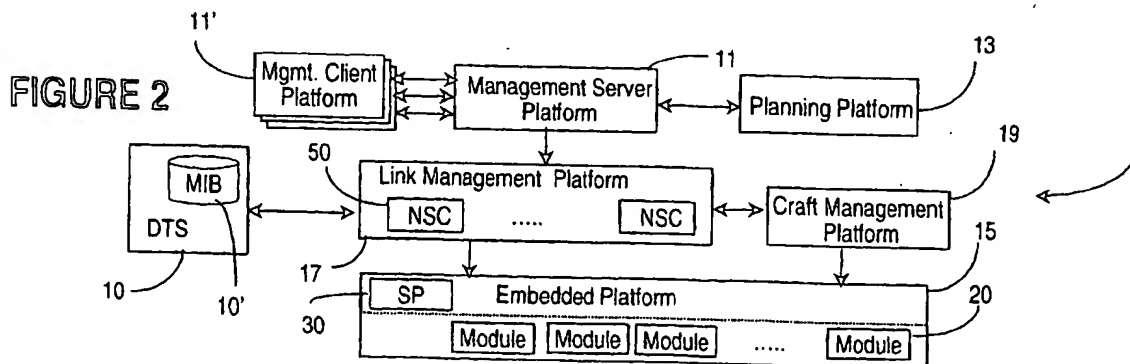 11'
11
13
FIGURE 2
Mgmt. Client
Platform
Management Server
Platform
Planning Platform
50
19
MIB
DTS
Link Management Platform
NSC
.....
NSC
Craft Management
Platform
15
10
10'
17
30
SP
Embedded Platform
20
Module
Module
Module
.....
Module